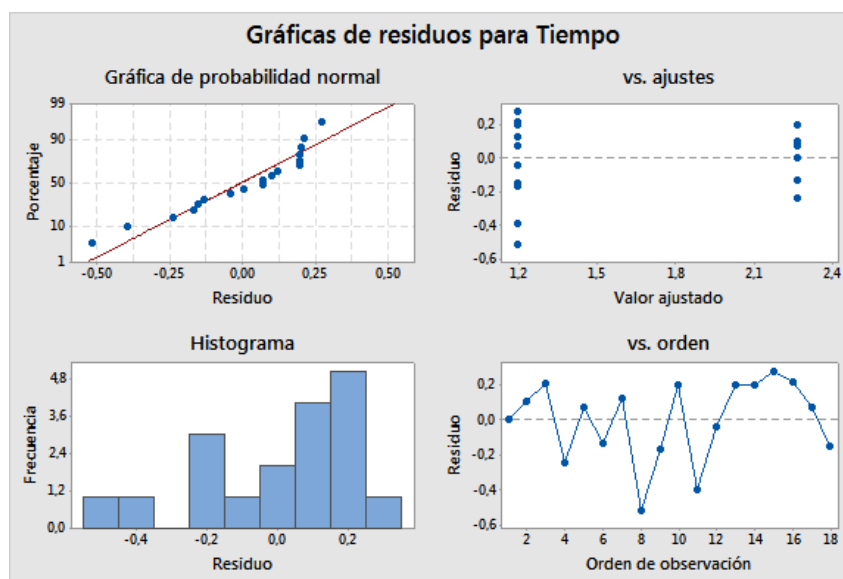 Gráficas de residuos para Tiempo
Gráfica de probabilidad normal
99
90
50
10
1
Porcentaje
-0,50 -0,25 0,00 0,25 0,50
Residuo
vs. ajustes
0,2
0,0
-0,2
-0,4
-0,6
Residuo
1,2 1,5 1,8 2,1 2,4
Valor ajustado
Histograma
4,8
3,6
2,4
1,2
0,0
Frecuencia
-0,4 -0,2 0,0 0,2
Residuo
vs. orden
0,2
0,0
-0,2
-0,4
-0,6
Residuo
2 4 6 8 10 12 14 16 18
Orden de observación